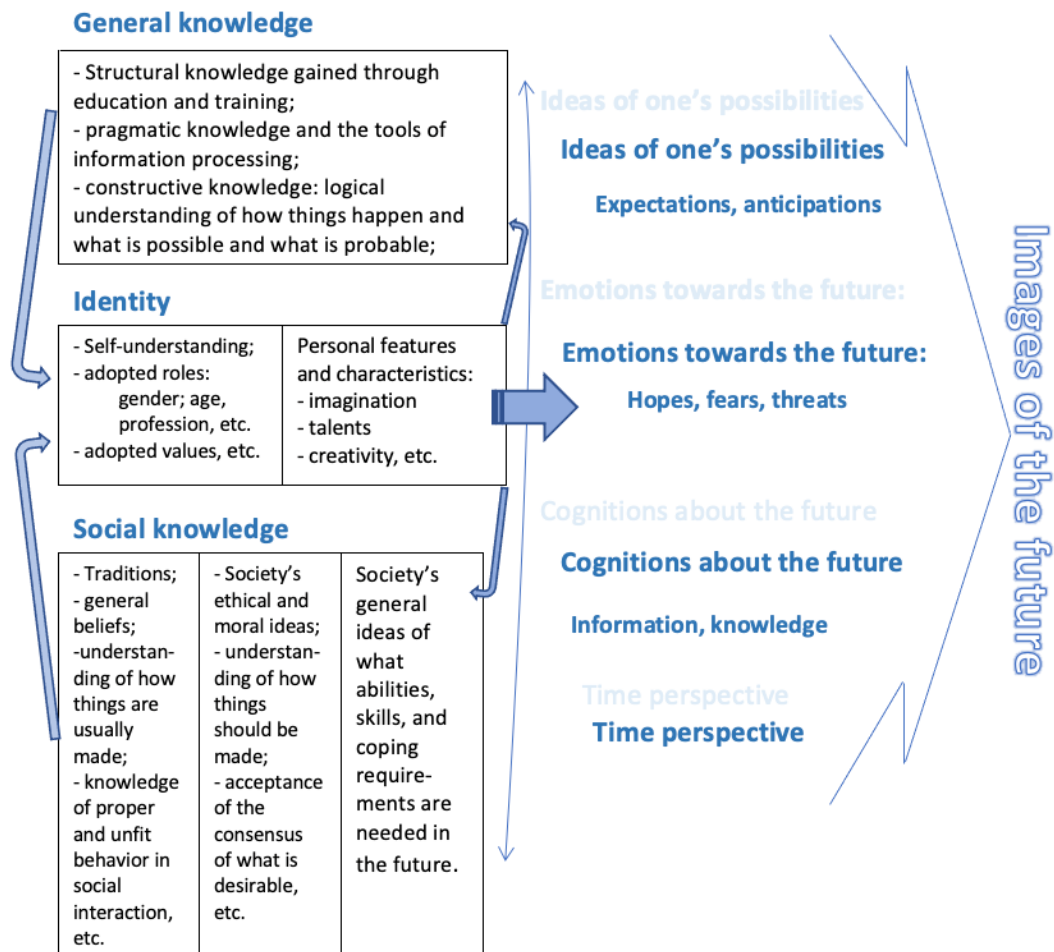 General knowledge
- Structural knowledge gained through
education and training;
- pragmatic knowledge and the tools of
information processing;
- constructive knowledge: logical
understanding of how things happen and
what is possible and what is probable;
Identity
- Self-understanding;
- adopted roles:
gender; age,
profession, etc.
- adopted values, etc.
Personal features
and characteristics:
- imagination
- talents
- creativity, etc.
Social knowledge
- Traditions;
- general
beliefs;
-understan-
ding of how
things are
usually
made;
- knowledge
of proper
and unfit
behavior in
social
interaction,
etc.
- Society’s
ethical and
moral ideas;
- understan-
ding of how
things
should be
made;
- acceptance
of the
consensus
of what is
desirable,
etc.
Society’s
general
ideas of
what
abilities,
skills, and
coping
require-
ments are
needed in
the future.
Ideas of one’s possibilities
Ideas of one’s possibilities
Expectations, anticipations
Emotions towards the future:
Emotions towards the future:
Hopes, fears, threats
Cognitions about the future
Cognitions about the future
Information, knowledge
Time perspective
Time perspective
Images of the future